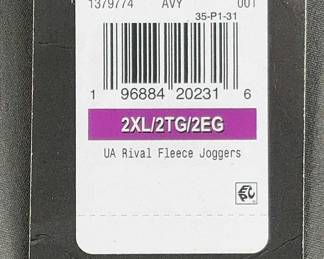 1379774 AVY 001
35-P1-31
1 96884 20231 6
2XL/2TG/2EG
UA Rival Fleece Joggers